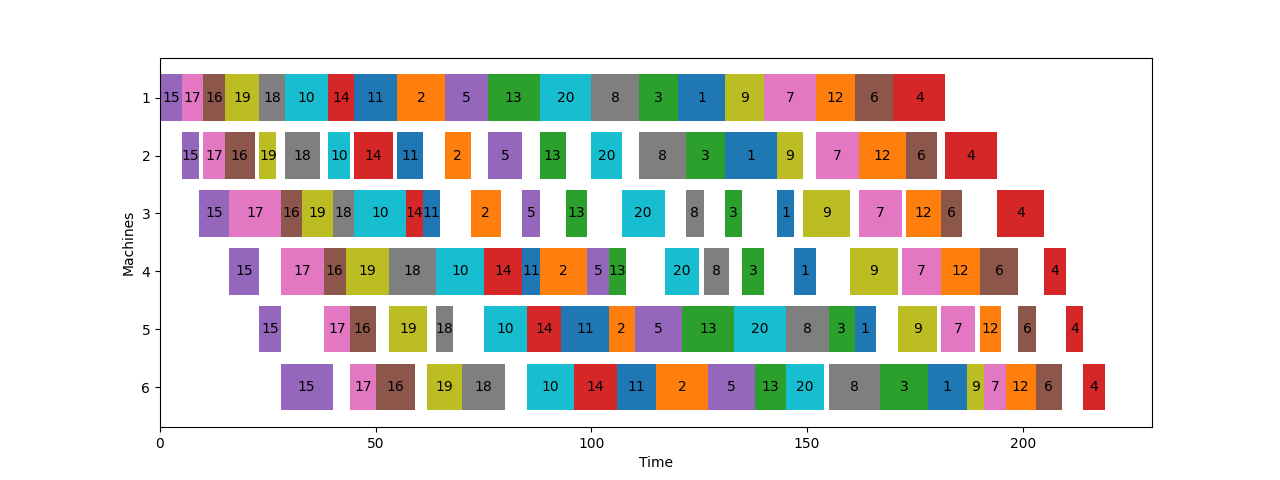 1 15 17 16 19 18 10 14 11 2 5 13 20 8 3 1 9 7 12 6 4
2 15 17 16 19 18 10 14 11 2 5 13 20 8 3 1 9 7 12 6 4
3 15 17 16 19 18 10 14 11 2 5 13 20 8 3 1 9 7 12 6 4
4 15 17 16 19 18 10 14 11 2 5 13 20 8 3 1 9 7 12 6 4
5 15 17 16 19 18 10 14 11 2 5 13 20 8 3 1 9 7 12 6 4
6 15 17 16 19 18 10 14 11 2 5 13 20 8 3 1 9 7 12 6 4
Machines
0 50 100 150 200
Time